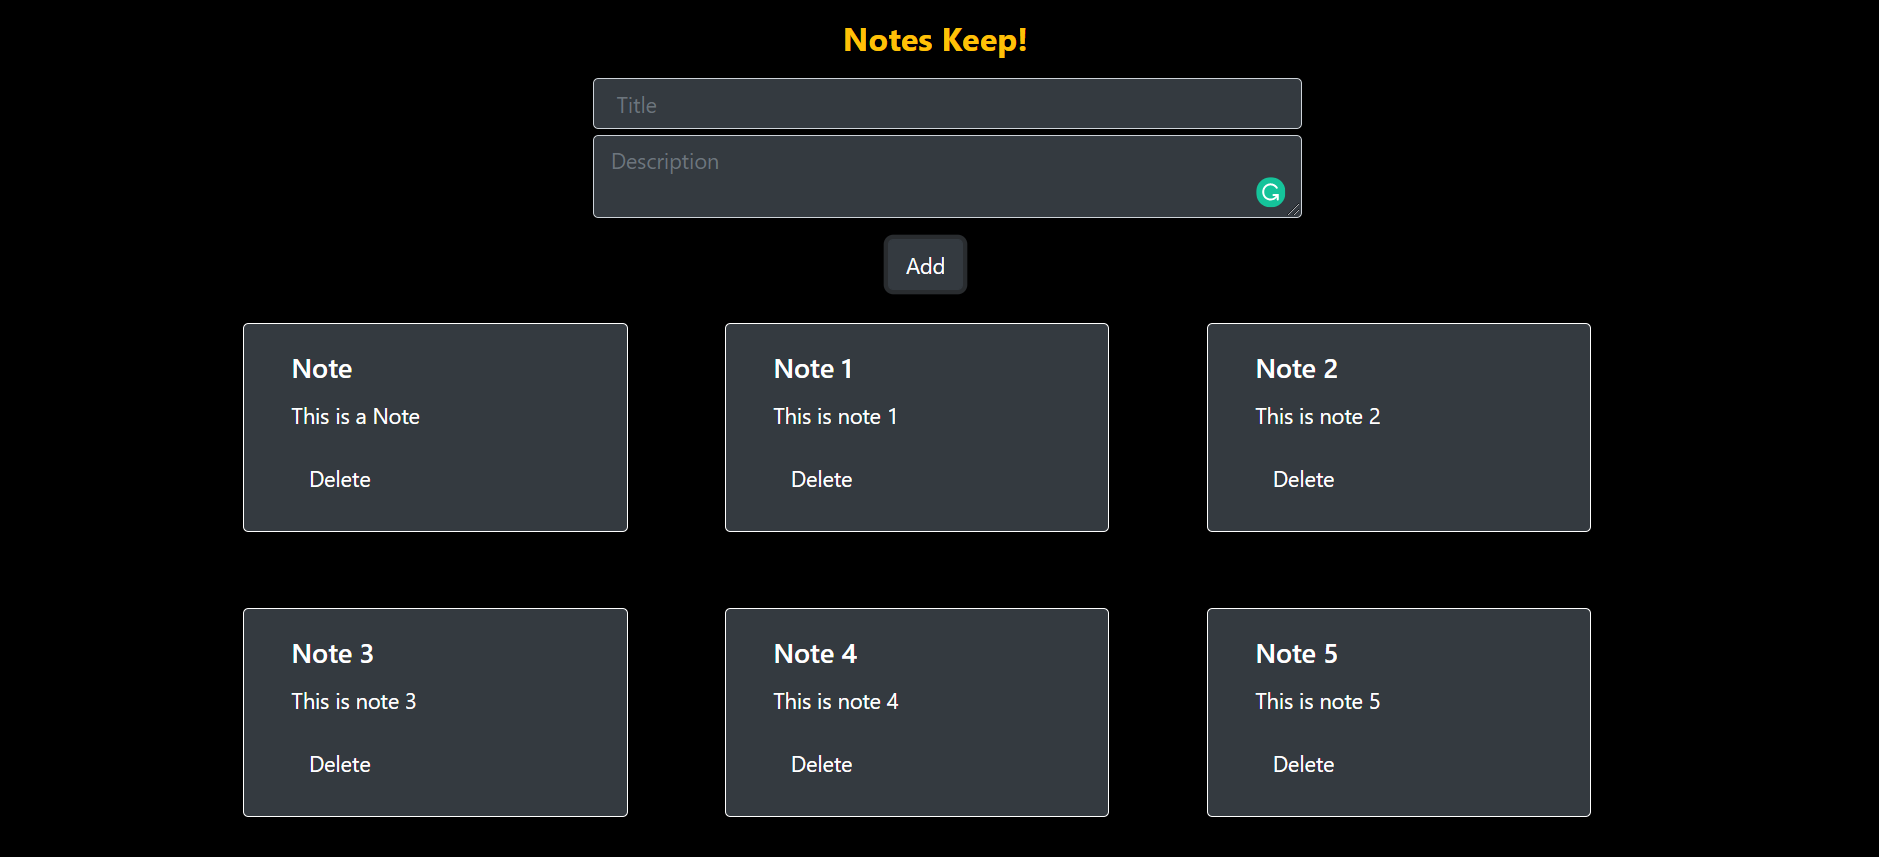 Notes Keep!
Title
Description
Add
Note
This is a Note
Delete
Note 1
This is note 1
Delete
Note 2
This is note 2
Delete
Note 3
This is note 3
Delete
Note 4
This is note 4
Delete
Note 5
This is note 5
Delete